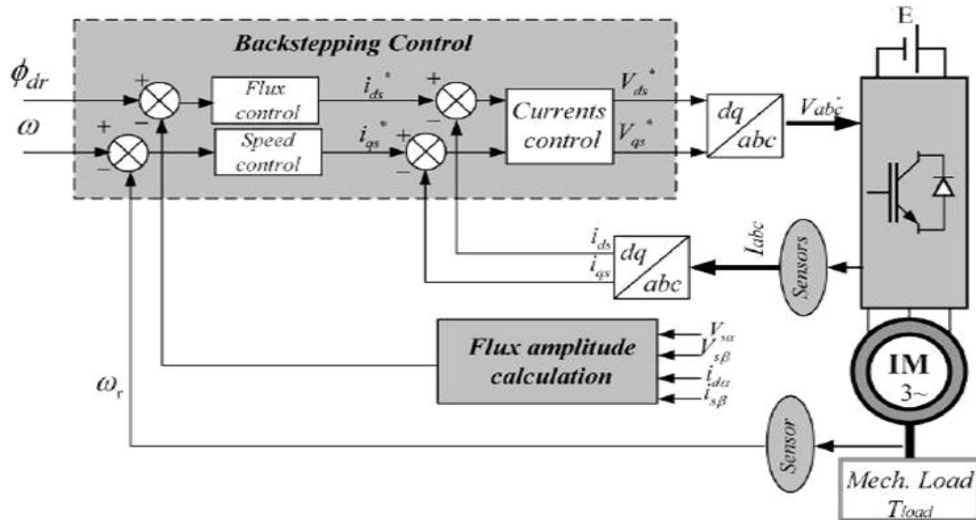 E
Backstepping Control
ϕdr
+
−
Flux
control
ids*
+
−
Vds*
Currents
control
dq
abc
Vabc*
ω
+
−
Speed
control
iqs*
+
−
Vqs*
ids
iqs
dq
abc
Iabc
Sensors
Flux amplitude
calculation
Vsα
Vsβ
idα
isβ
IM
3~
ωr
Sensor
Mech. Load
Tload